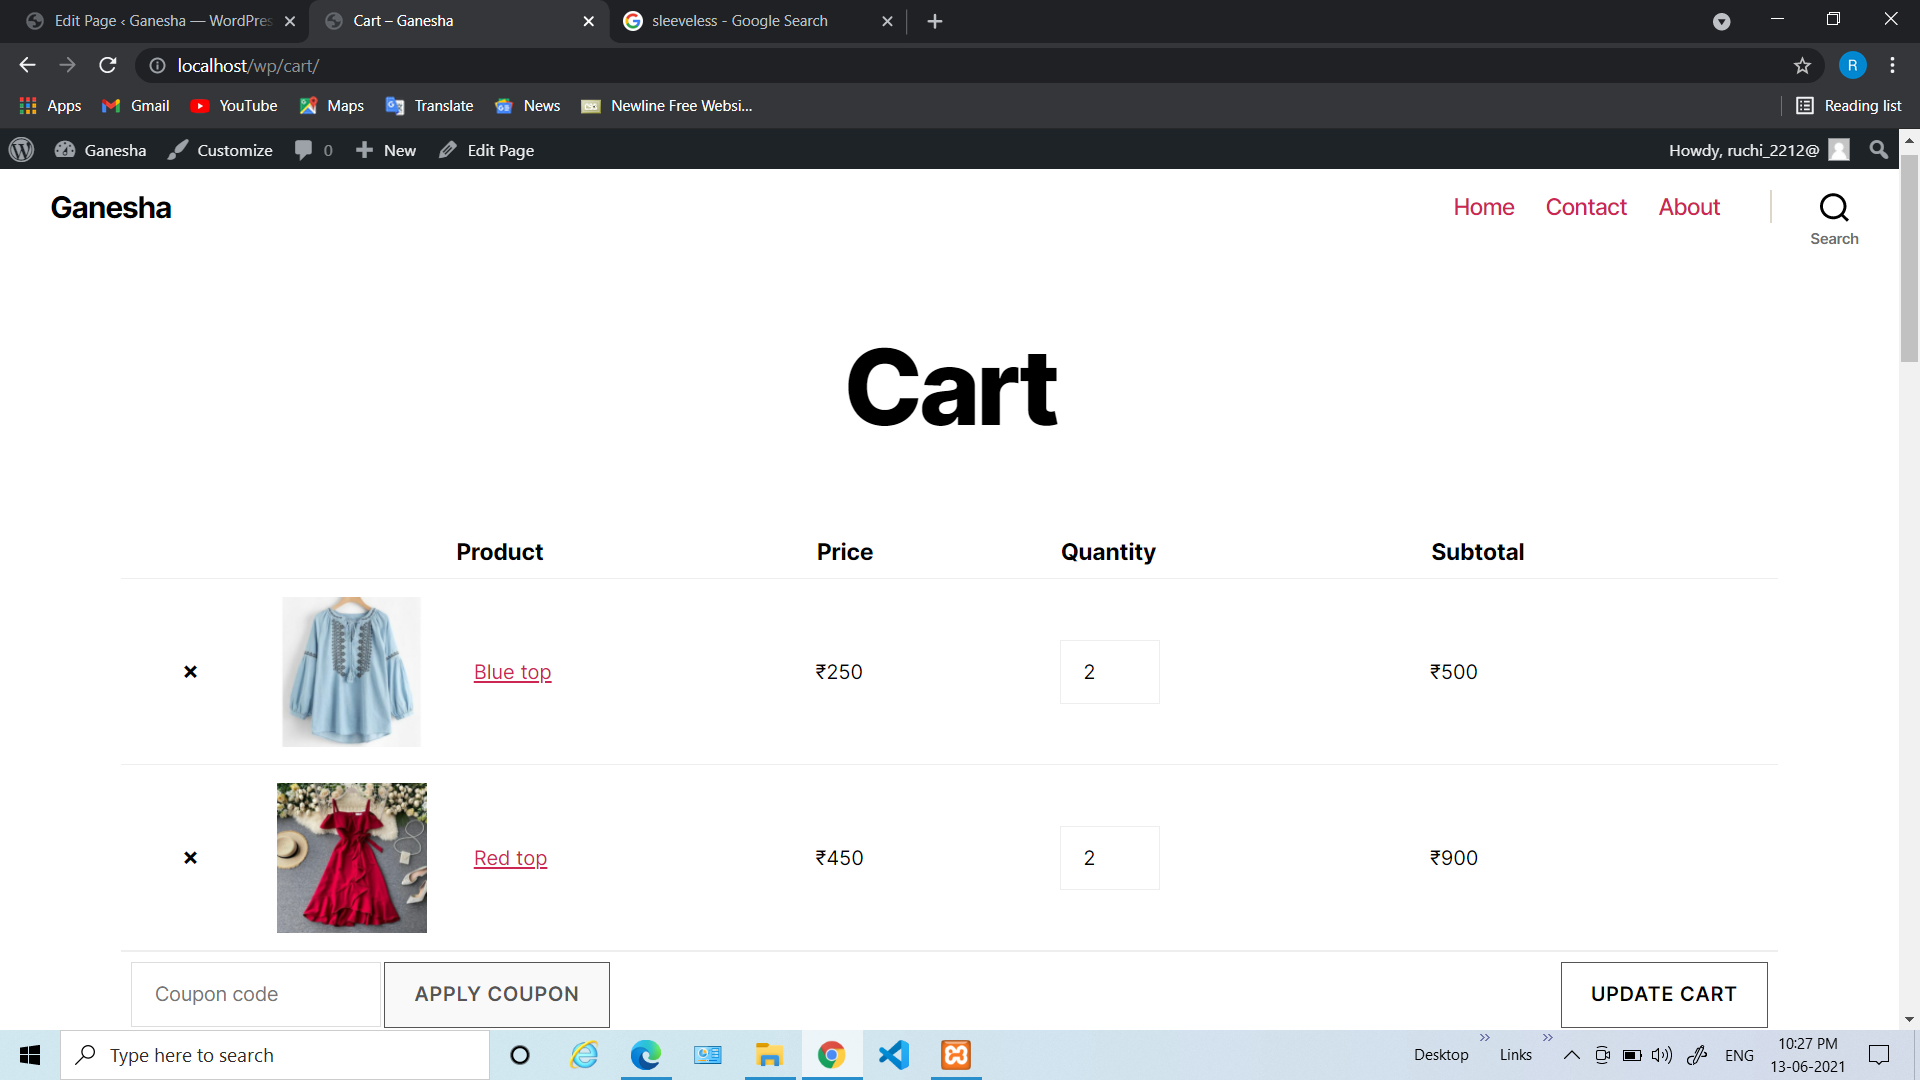 Edit Page ‹ Ganesha — WordPres
Cart – Ganesha
sleeveless - Google Search
localhost/wp/cart/
R
Apps
Gmail
YouTube
Maps
Translate
News
Newline Free Websi...
Reading list
Ganesha
Customize
0
New
Edit Page
Howdy, ruchi_2212@
Ganesha
Home
Contact
About
Search
Cart
Product
Price
Quantity
Subtotal
×
Blue top
₹250
2
₹500
×
Red top
₹450
2
₹900
Coupon code
APPLY COUPON
UPDATE CART
Type here to search
Desktop
Links
ENG
10:27 PM
13-06-2021